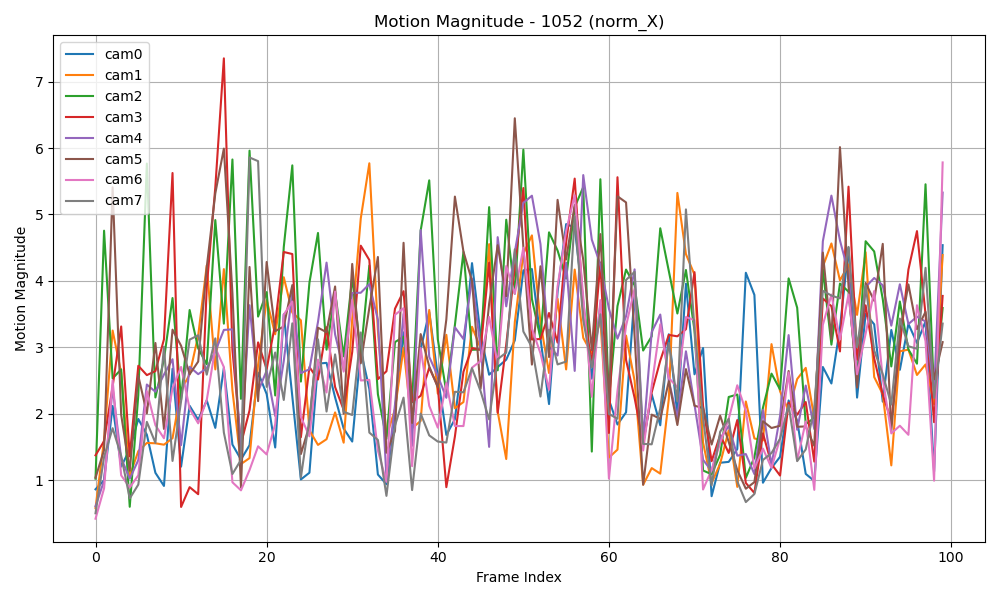 Motion Magnitude - 1052 (norm_X)
cam0
cam1
cam2
cam3
cam4
cam5
cam6
cam7
Motion Magnitude
7
6
5
4
3
2
1
0
20
40
60
80
100
Frame Index